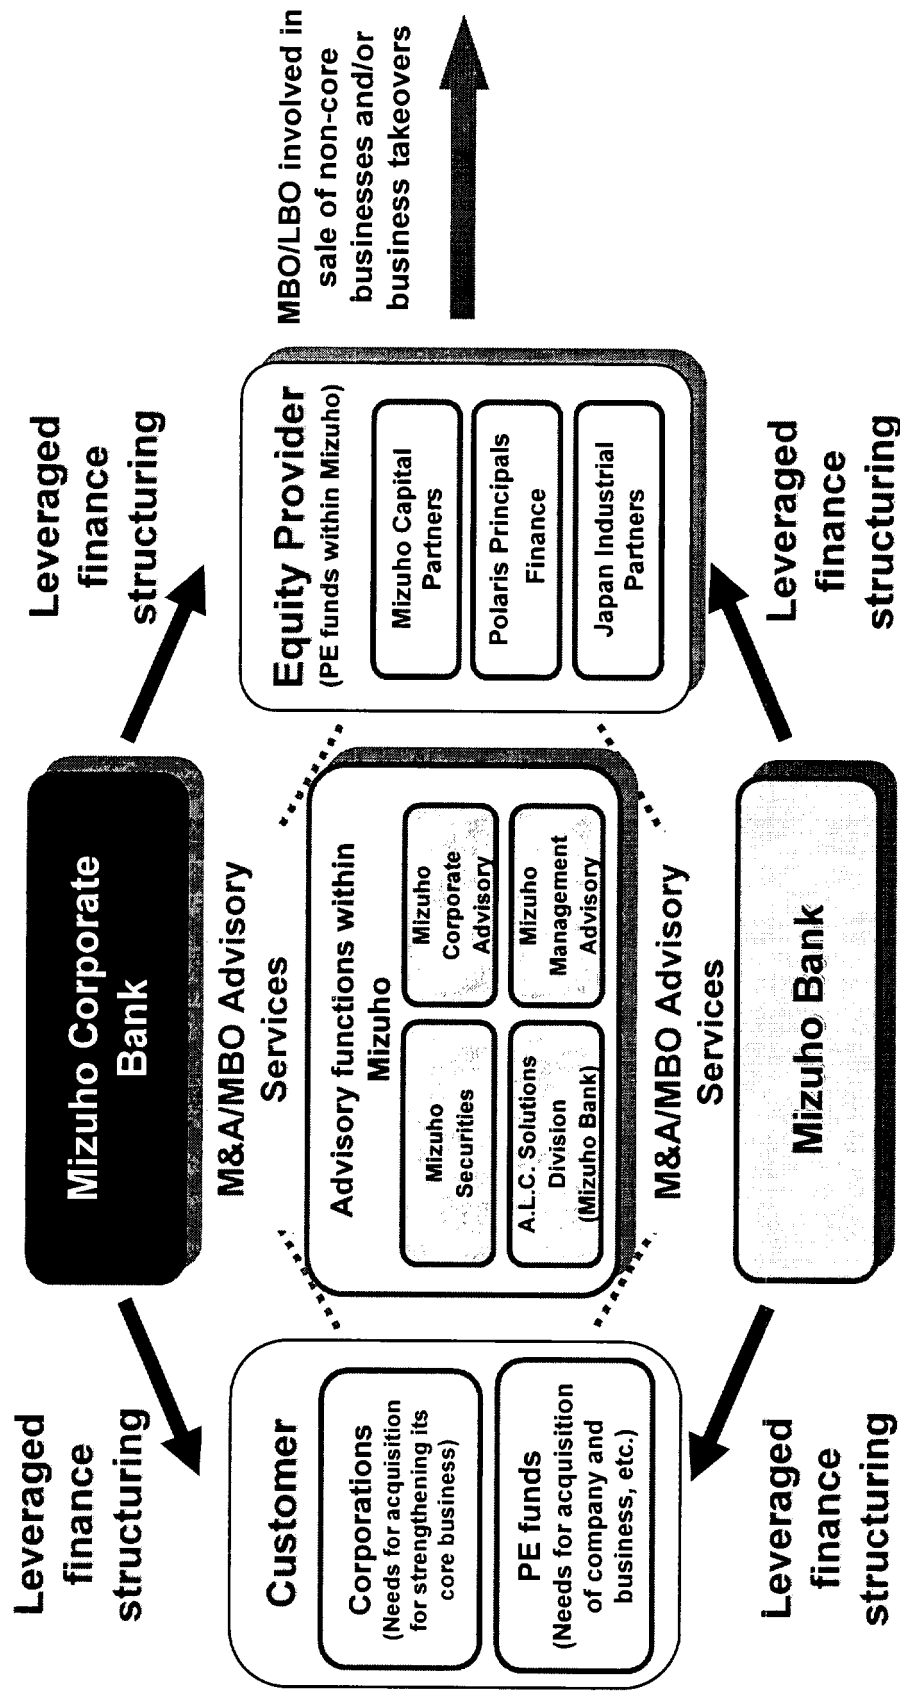 Mizuho Corporate
Bank
Leveraged
finance
structuring
Leveraged
finance
structuring
M&A/MBO Advisory
Services
Customer
Corporations
(Needs for acquisition
for strengthening its
core business)
PE funds
(Needs for acquisition
of company and
business, etc.)
Advisory functions within
Mizuho
Mizuho
Securities
Mizuho
Corporate
Advisory
A.L.C. Solutions
Division
(Mizuho Bank)
Mizuho
Management
Advisory
Equity Provider
(PE funds within Mizuho)
Mizuho Capital
Partners
Polaris Principals
Finance
Japan Industrial
Partners
MBO/LBO involved in
sale of non-core
businesses and/or
business takeovers
M&A/MBO Advisory
Services
Leveraged
finance
structuring
Leveraged
finance
structuring
Mizuho Bank